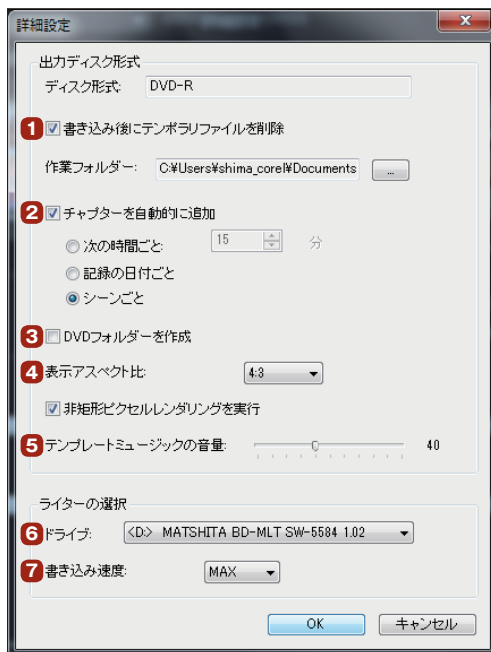 詳細設定
出力ディスク形式
ディスク形式: DVD-R
1 書き込み後にテンポラリファイルを削除
作業フォルダー: C:¥Users¥shima_corel¥Documents ...
2 チャプターを自動的に追加
次の時間ごと: 15 分
記録の日付ごと
シーンごと
3 DVDフォルダーを作成
4 表示アスペクト比: 4:3
非矩形ピクセルレンダリングを実行
5 テンプレートミュージックの音量: 40
ライターの選択
6 ドライブ: <D:> MATSHITA BD-MLT SW-5584 1.02
7 書き込み速度: MAX
OK キャンセル